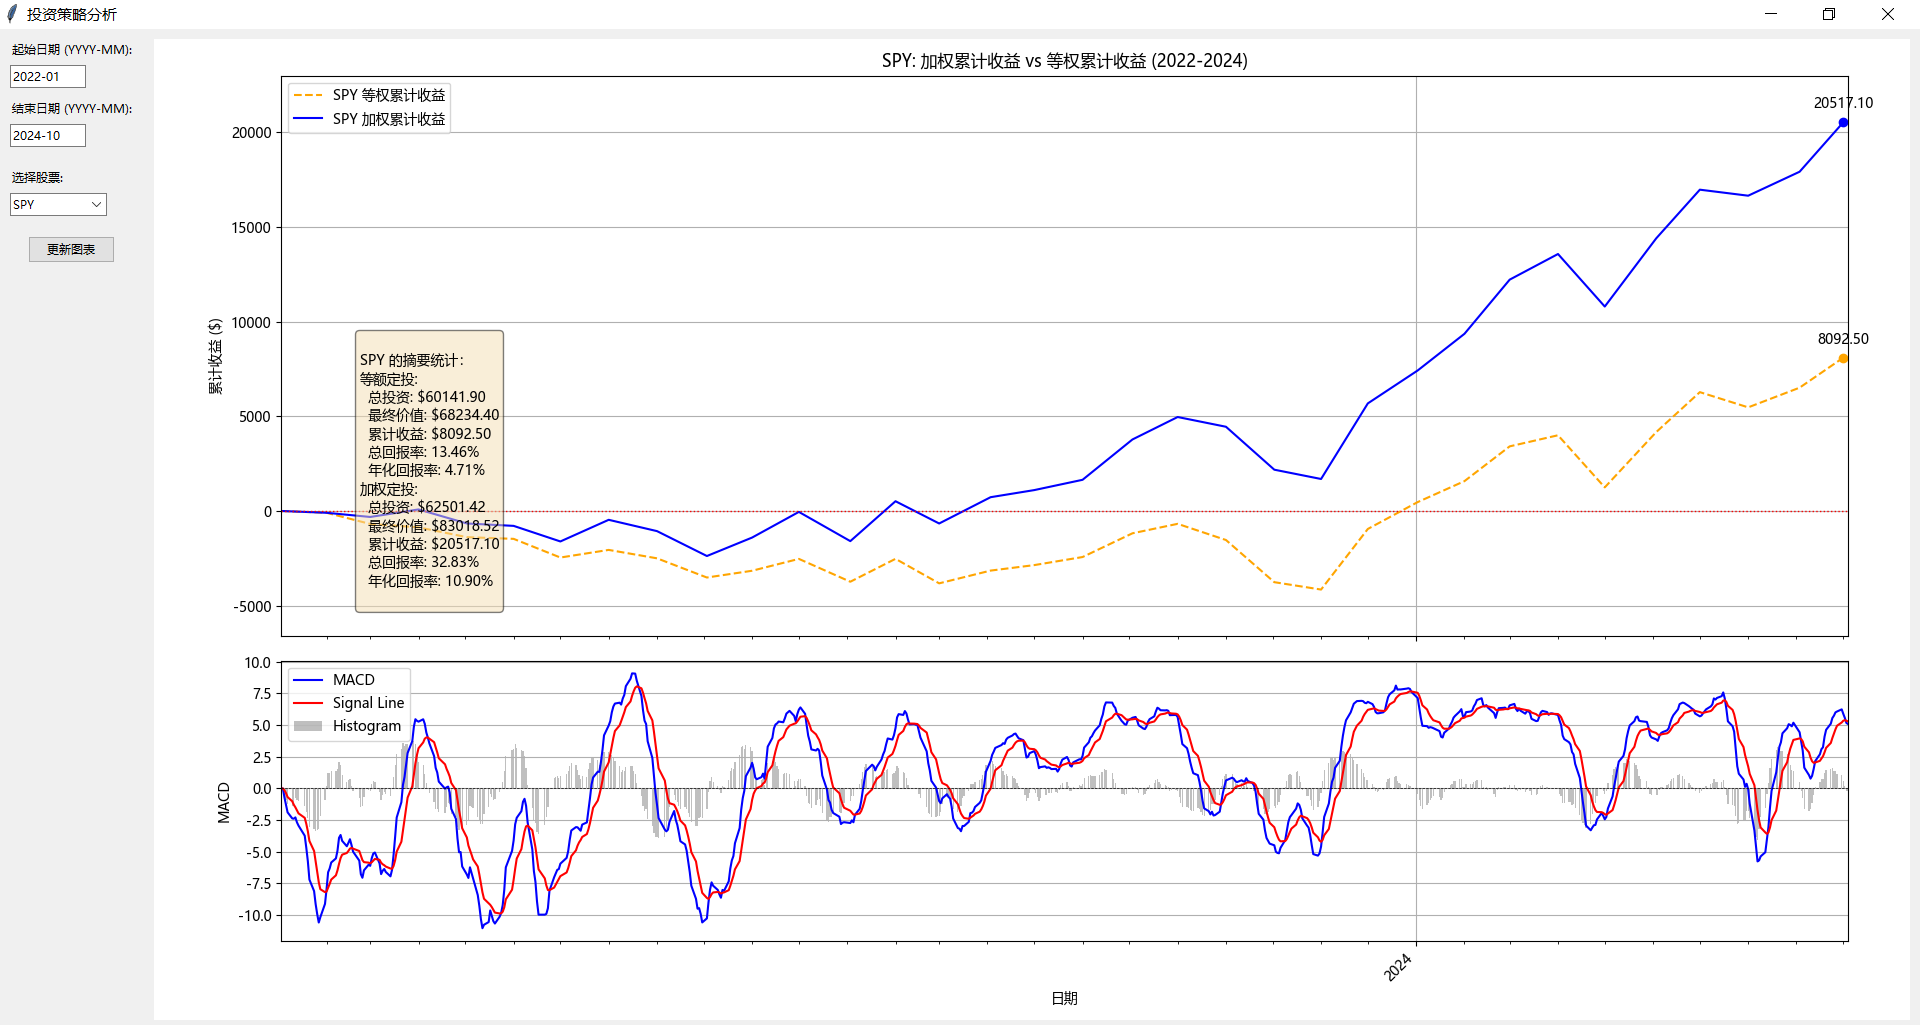 投资策略分析
起始日期 (YYYY-MM):
2022-01
结束日期 (YYYY-MM):
2024-10
选择股票:
SPY
更新图表
SPY: 加权累计收益 vs 等权累计收益 (2022-2024)
SPY 等权累计收益
SPY 加权累计收益
20517.10
8092.50
累计收益 ($)
20000
15000
10000
5000
0
-5000
SPY 的摘要统计：
等额定投:
总投资: $60141.90
最终价值: $68234.40
累计收益: $8092.50
总回报率: 13.46%
年化回报率: 4.71%
加权定投:
总投资: $62501.42
最终价值: $83018.52
累计收益: $20517.10
总回报率: 32.83%
年化回报率: 10.90%
MACD
Signal Line
Histogram
MACD
10.0
7.5
5.0
2.5
0.0
-2.5
-5.0
-7.5
-10.0
2024
日期